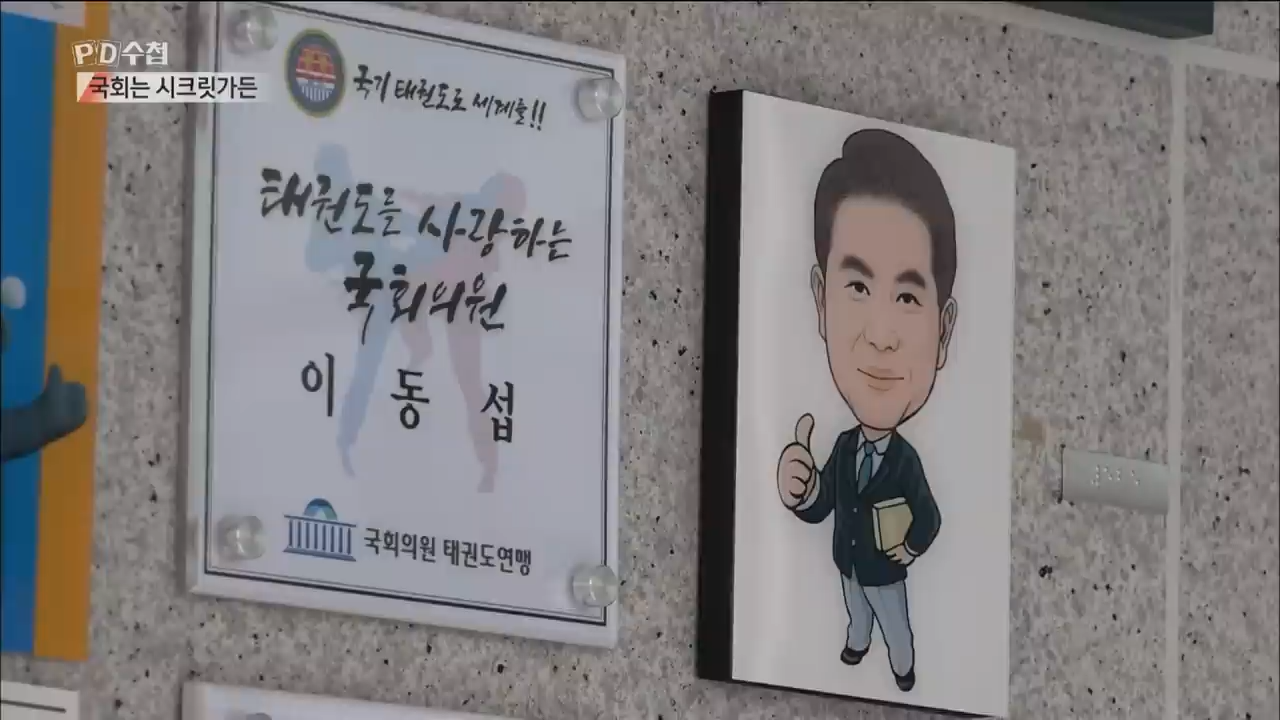 PD수첩
국회는 시크릿가든
국기 태권도로 세계를!!
태권도를 사랑하는
국회의원
이동섭
국회의원 태권도연맹